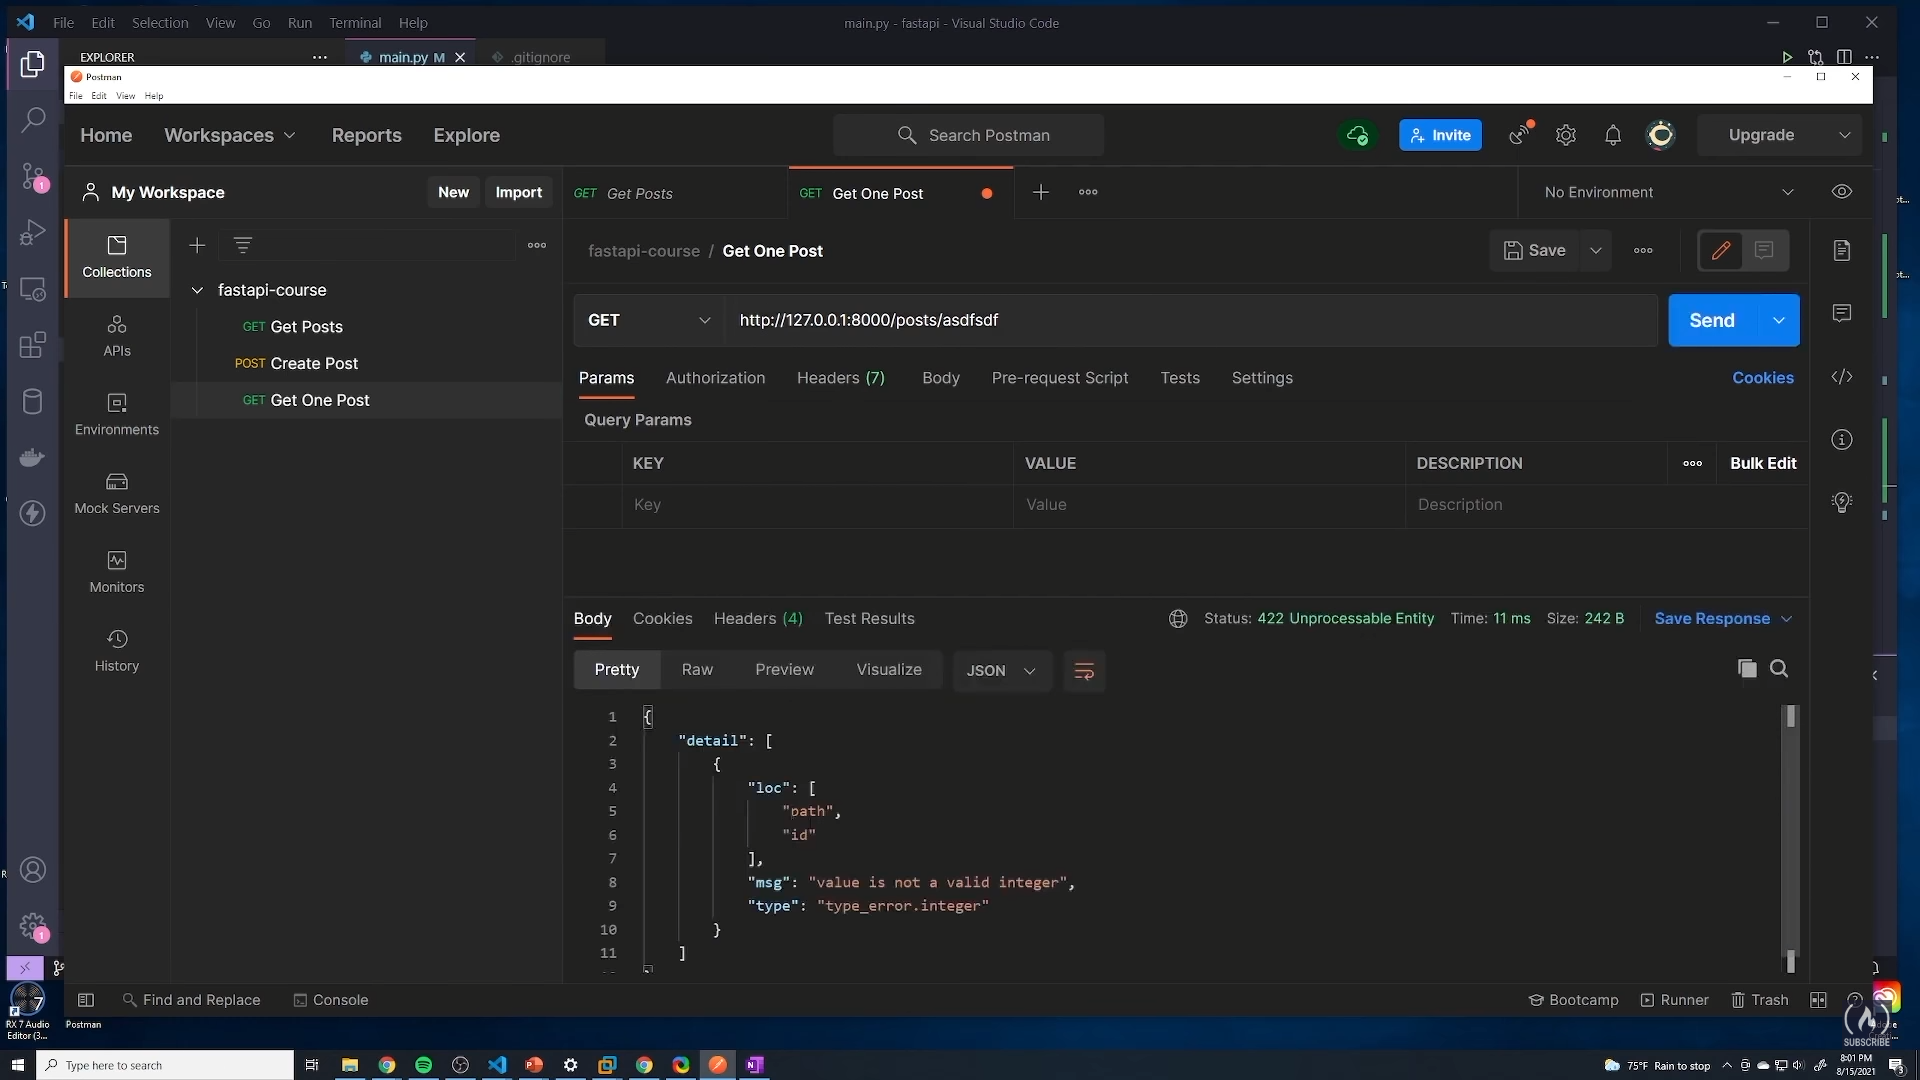 File Edit Selection View Go Run Terminal Help
main.py - fastapi - Visual Studio Code
EXPLORER
main.py M
.gitignore
Postman
File Edit View Help
Home Workspaces Reports Explore
Search Postman
Invite
Upgrade
My Workspace
New
Import
GET Get Posts
GET Get One Post
No Environment
Collections
APIs
Environments
Mock Servers
Monitors
History
fastapi-course
GET Get Posts
POST Create Post
GET Get One Post
fastapi-course / Get One Post
Save
GET
http://127.0.0.1:8000/posts/asdfsdf
Send
Params Authorization Headers (7) Body Pre-request Script Tests Settings
Cookies
Query Params
KEY VALUE DESCRIPTION
Bulk Edit
Key Value Description
Body Cookies Headers (4) Test Results
Status: 422 Unprocessable Entity Time: 11 ms Size: 242 B
Save Response
Pretty Raw Preview Visualize
JSON
1 {
2 "detail": [
3 {
4 "loc": [
5 "path",
6 "id"
7 ],
8 "msg": "value is not a valid integer",
9 "type": "type_error.integer"
10 }
11 ]
Find and Replace
Console
Bootcamp
Runner
Trash
1
1
7
RX 7 Audio
Editor (3...
Postman
SUBSCRIBE
Type here to search
75°F Rain to stop
8:01 PM
8/15/2021
3